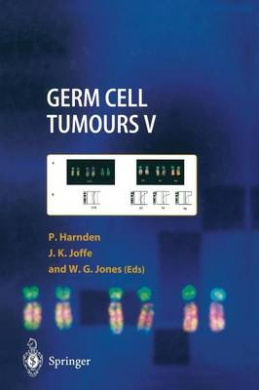 GERM CELL
TUMOURS V
P. Harnden
J. K. Joffe
and W. G. Jones (Eds)
Springer